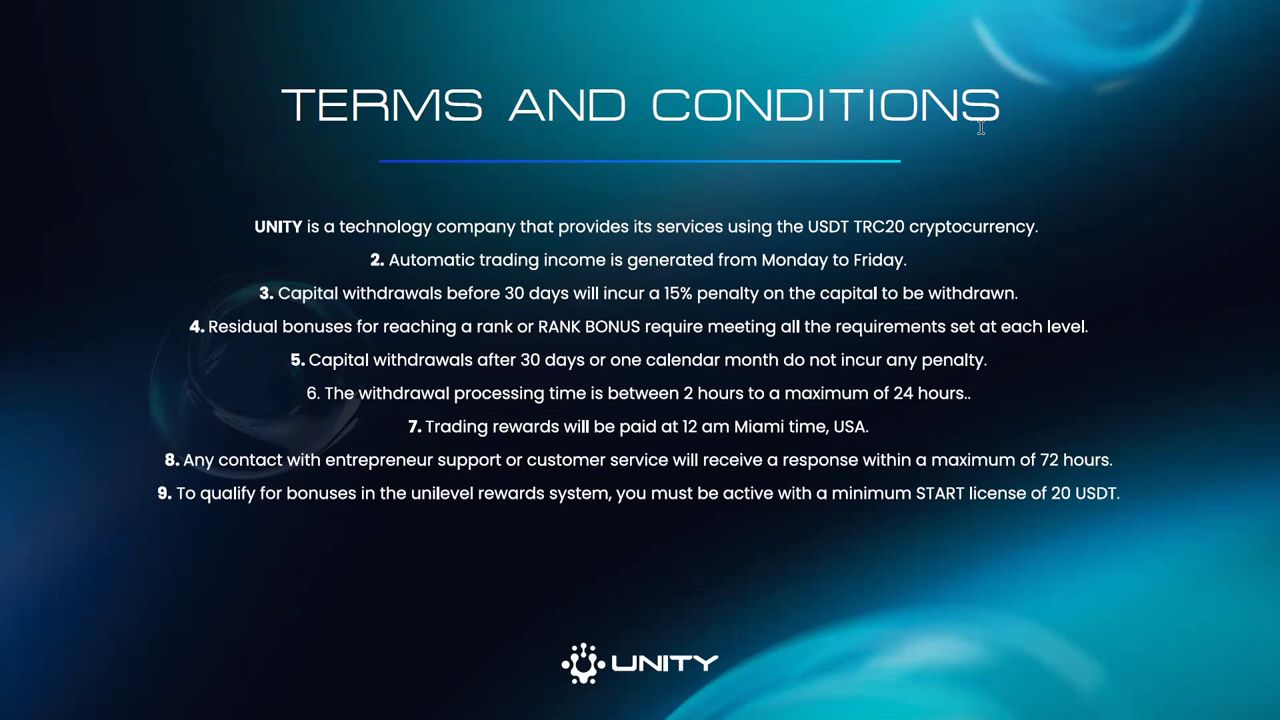 TERMS AND CONDITIONS
UNITY is a technology company that provides its services using the USDT TRC20 cryptocurrency.
2. Automatic trading income is generated from Monday to Friday.
3. Capital withdrawals before 30 days will incur a 15% penalty on the capital to be withdrawn.
4. Residual bonuses for reaching a rank or RANK BONUS require meeting all the requirements set at each level.
5. Capital withdrawals after 30 days or one calendar month do not incur any penalty.
6. The withdrawal processing time is between 2 hours to a maximum of 24 hours..
7. Trading rewards will be paid at 12 am Miami time, USA.
8. Any contact with entrepreneur support or customer service will receive a response within a maximum of 72 hours.
9. To qualify for bonuses in the unilevel rewards system, you must be active with a minimum START license of 20 USDT.
UNITY